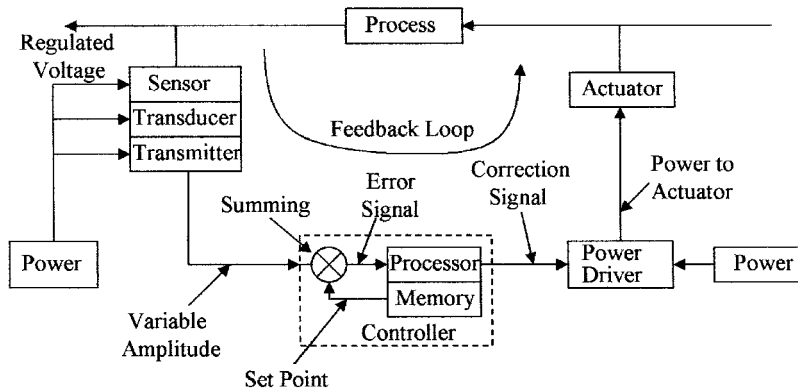 Process
Regulated
Voltage
Sensor
Transducer
Transmitter
Actuator
Feedback Loop
Power to
Actuator
Correction
Signal
Error
Signal
Summing
Power
Processor
Memory
Controller
Power
Driver
Power
Variable
Amplitude
Set Point